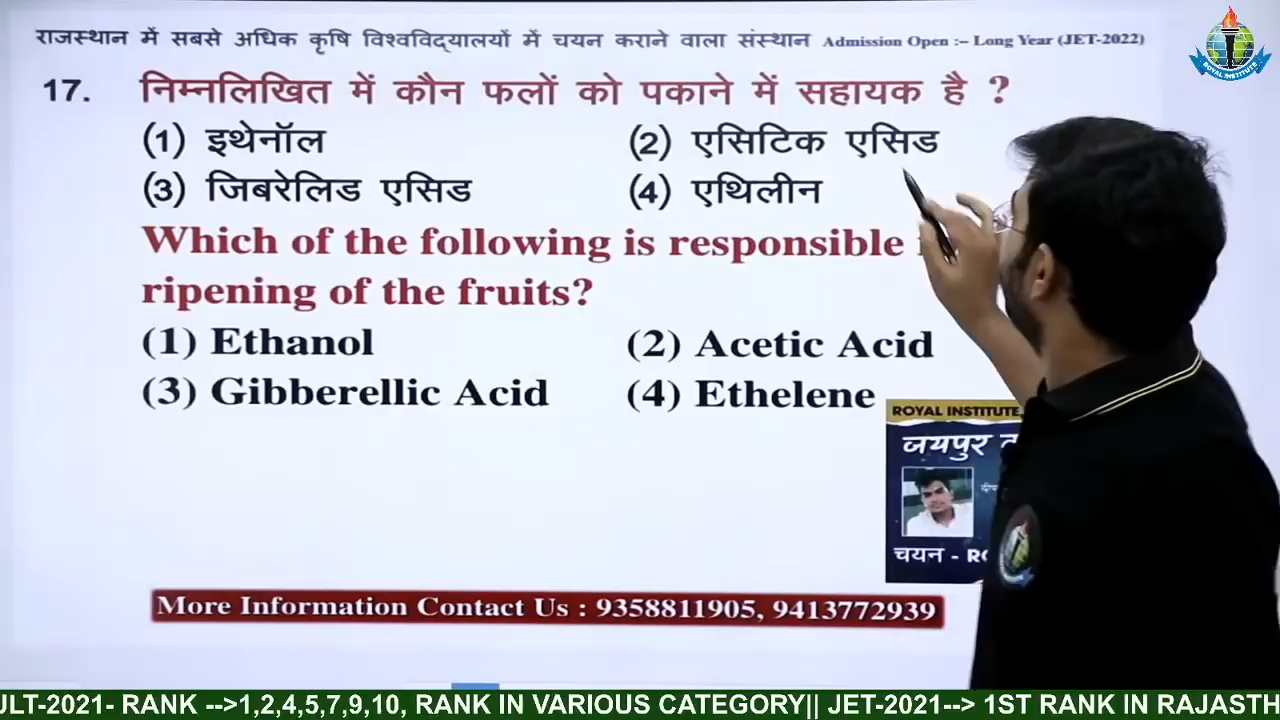 राजस्थान में सबसे अधिक कृषि विश्वविद्यालयों में चयन कराने वाला संस्थान Admission Open :– Long Year (JET-2022)
ROYAL INSTITUTE
17. निम्नलिखित में कौन फलों को पकाने में सहायक है ?
(1) इथेनॉल (2) एसिटिक एसिड
(3) जिबरेलिड एसिड (4) एथिलीन
Which of the following is responsible
ripening of the fruits?
(1) Ethanol (2) Acetic Acid
(3) Gibberellic Acid (4) Ethelene
ROYAL INSTITUTE
जयपुर
चयन -
More Information Contact Us : 9358811905, 9413772939
JLT-2021- RANK -->1,2,4,5,7,9,10, RANK IN VARIOUS CATEGORY|| JET-2021--> 1ST RANK IN RAJASTH